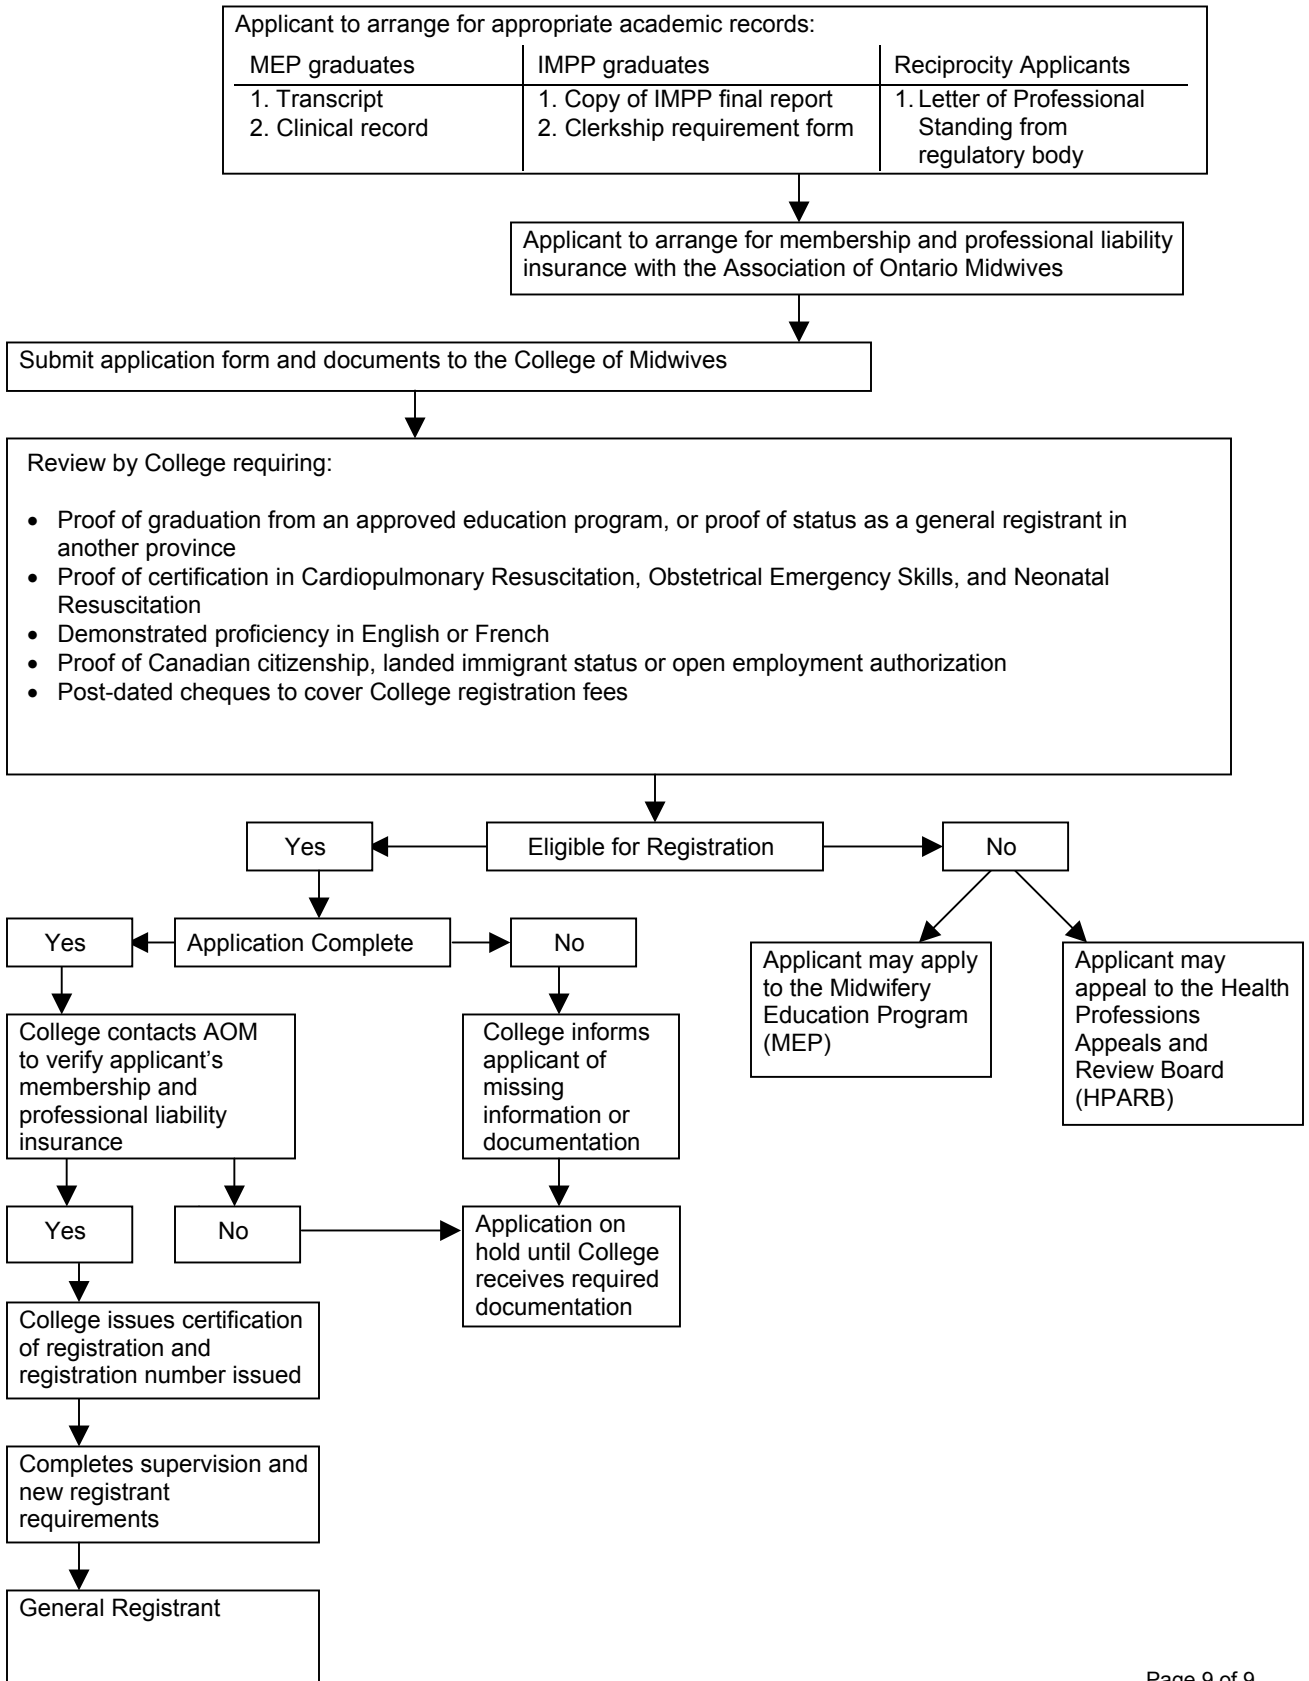 Applicant to arrange for appropriate academic records:
MEP graduates
IMPP graduates
Reciprocity Applicants
1. Transcript
2. Clinical record
1. Copy of IMPP final report
2. Clerkship requirement form
1. Letter of Professional
Standing from
regulatory body
Applicant to arrange for membership and professional liability
insurance with the Association of Ontario Midwives
Submit application form and documents to the College of Midwives
Review by College requiring:
• Proof of graduation from an approved education program, or proof of status as a general registrant in
another province
• Proof of certification in Cardiopulmonary Resuscitation, Obstetrical Emergency Skills, and Neonatal
Resuscitation
• Demonstrated proficiency in English or French
• Proof of Canadian citizenship, landed immigrant status or open employment authorization
• Post-dated cheques to cover College registration fees
Yes
Eligible for Registration
No
Yes
Application Complete
No
Applicant may apply
to the Midwifery
Education Program
(MEP)
Applicant may
appeal to the Health
Professions
Appeals and
Review Board
(HPARB)
College contacts AOM
to verify applicant’s
membership and
professional liability
insurance
College informs
applicant of
missing
information or
documentation
Yes
No
Application on
hold until College
receives required
documentation
College issues certification
of registration and
registration number issued
Completes supervision and
new registrant
requirements
General Registrant
Page 9 of 9